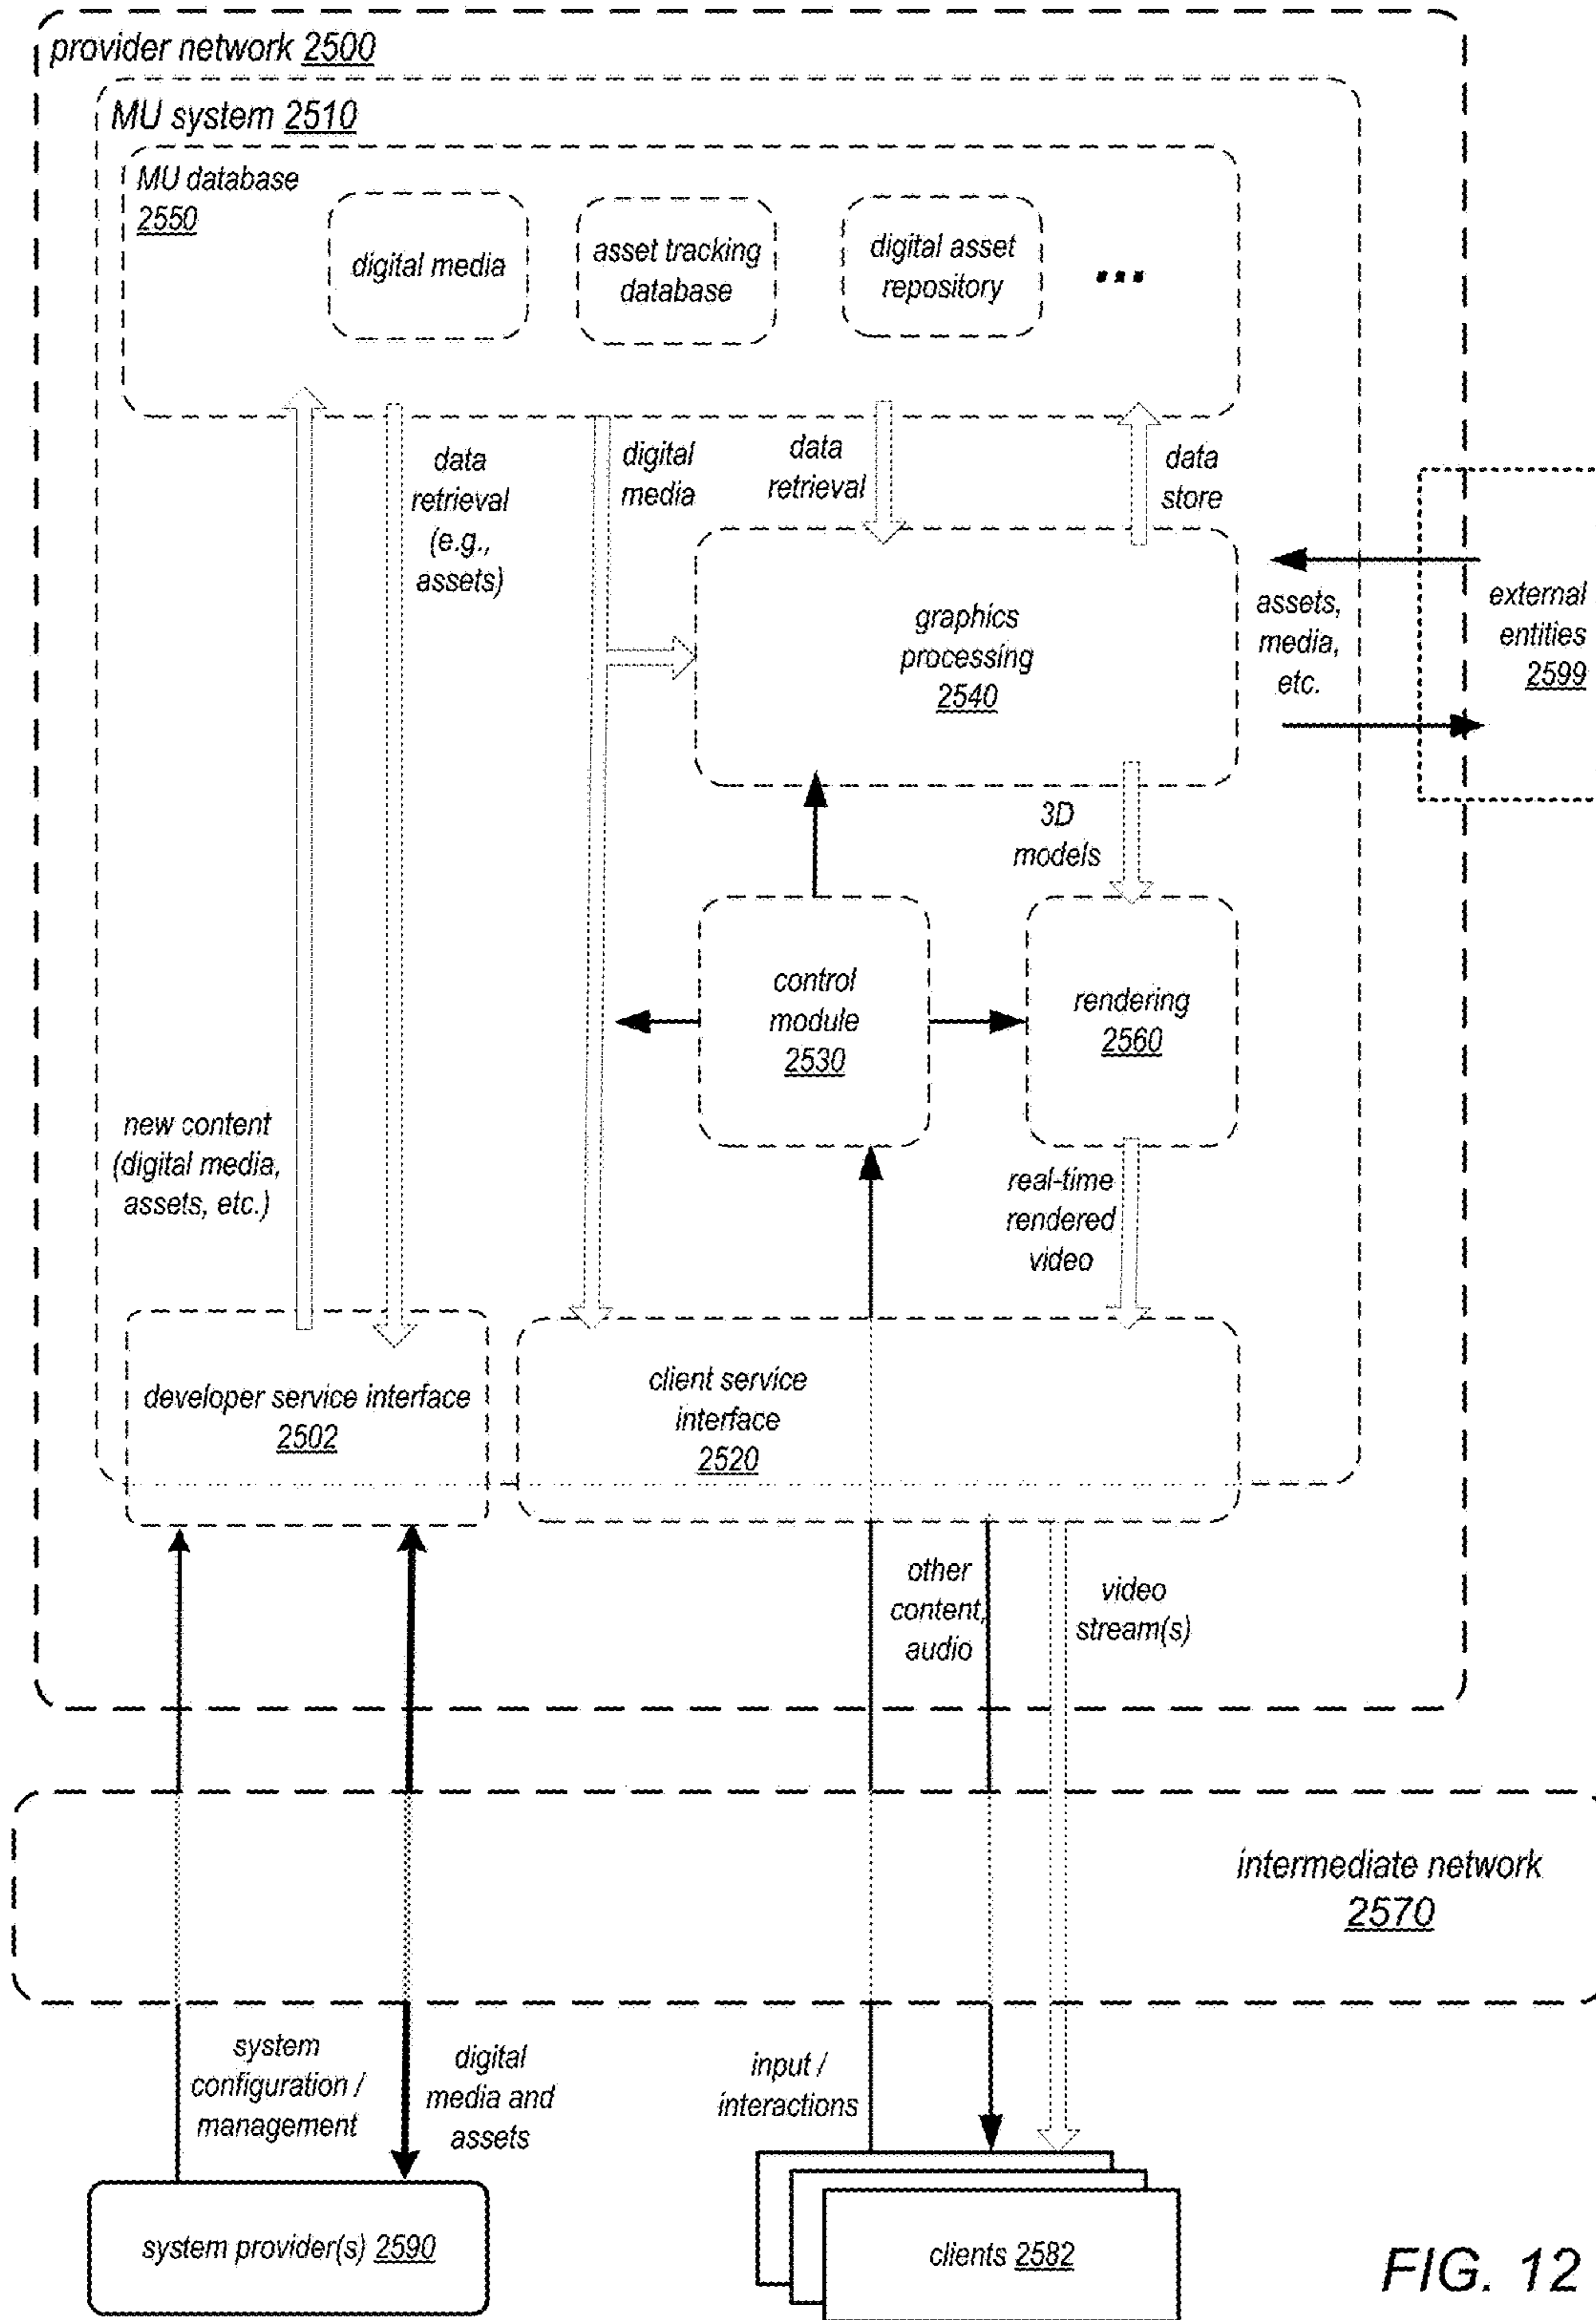 provider network 2500
MU system 2510
MU database
2550
digital media
asset tracking
database
digital asset
repository
...
data
retrieval
(e.g.,
assets)
digital
media
data
retrieval
data
store
graphics
processing
2540
assets,
media,
etc.
external
entities
2599
3D
models
control
module
2530
rendering
2560
new content
(digital media,
assets, etc.)
real-time
rendered
video
developer service interface
2502
client service
interface
2520
other
content,
audio
video
stream(s)
intermediate network
2570
system
configuration /
management
digital
media and
assets
input /
interactions
system provider(s) 2590
clients 2582
FIG. 12